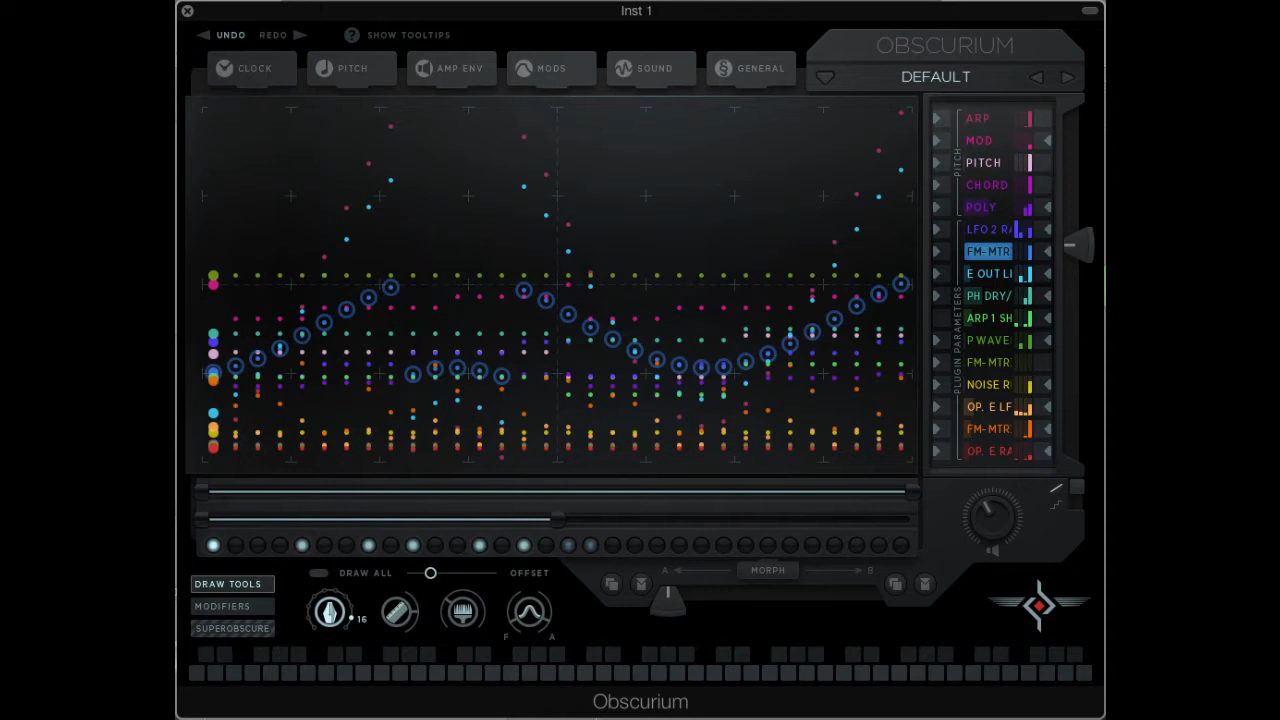 Inst 1
UNDO REDO SHOW TOOLTIPS
OBSCURIUM
CLOCK PITCH AMP ENV MODS SOUND GENERAL
DEFAULT
ARP
MOD
PITCH
CHORD
POLY
LFO 2 RA
FM-MTR
E OUT LI
PH DRY/
ARP 1 SH
P WAVE
FM-MTR
NOISE R
OP. E LF
FM-MTR
OP. E RA
PITCH
PLUGIN PARAMETERS
A MORPH B
DRAW TOOLS
MODIFIERS
SUPEROBSCURE
DRAW ALL OFFSET
16
F A
Obscurium